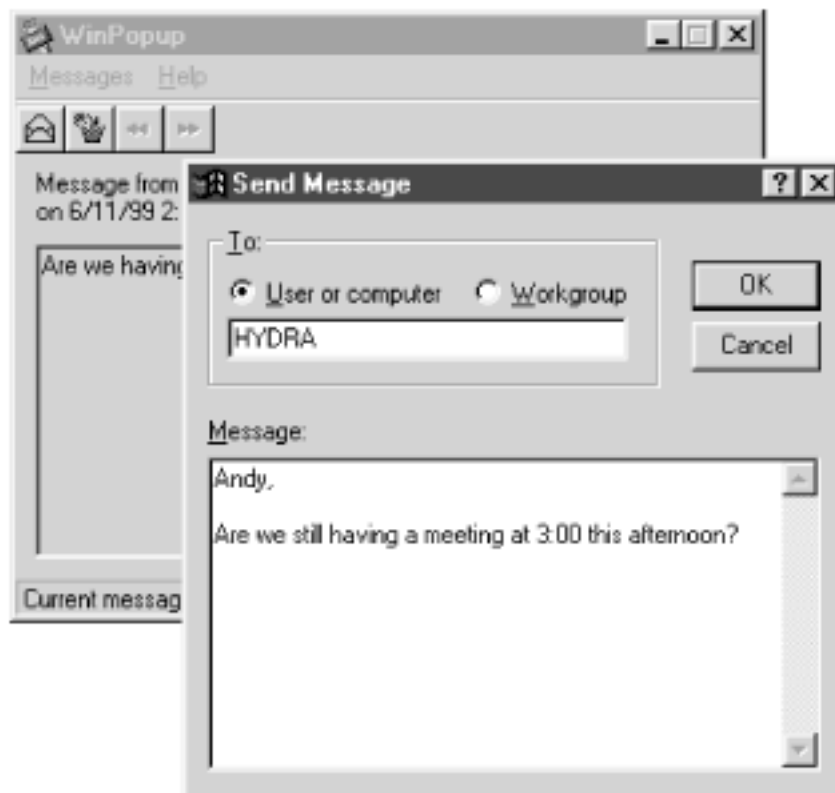 WinPopup
Messages Help
Message from
on 6/11/99 2:
Are we having
Current messag
Send Message
To:
User or computer Workgroup
HYDRA
OK
Cancel
Message:
Andy,
Are we still having a meeting at 3:00 this afternoon?